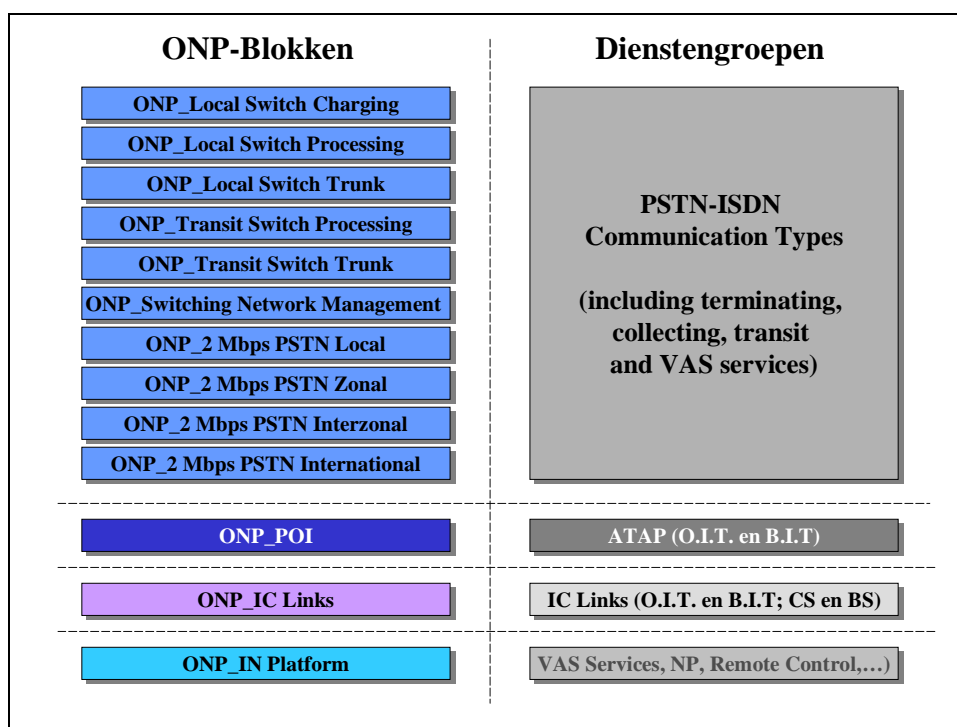 ONP-Blokken
Dienstengroepen
ONP_Local Switch Charging
ONP_Local Switch Processing
ONP_Local Switch Trunk
ONP_Transit Switch Processing
ONP_Transit Switch Trunk
ONP_Switching Network Management
ONP_2 Mbps PSTN Local
ONP_2 Mbps PSTN Zonal
ONP_2 Mbps PSTN Interzonal
ONP_2 Mbps PSTN International
PSTN-ISDN
Communication Types
(including terminating,
collecting, transit
and VAS services)
ONP_POI
ATAP (O.I.T. en B.I.T)
ONP_IC Links
IC Links (O.I.T. en B.I.T; CS en BS)
ONP_IN Platform
VAS Services, NP, Remote Control,…)